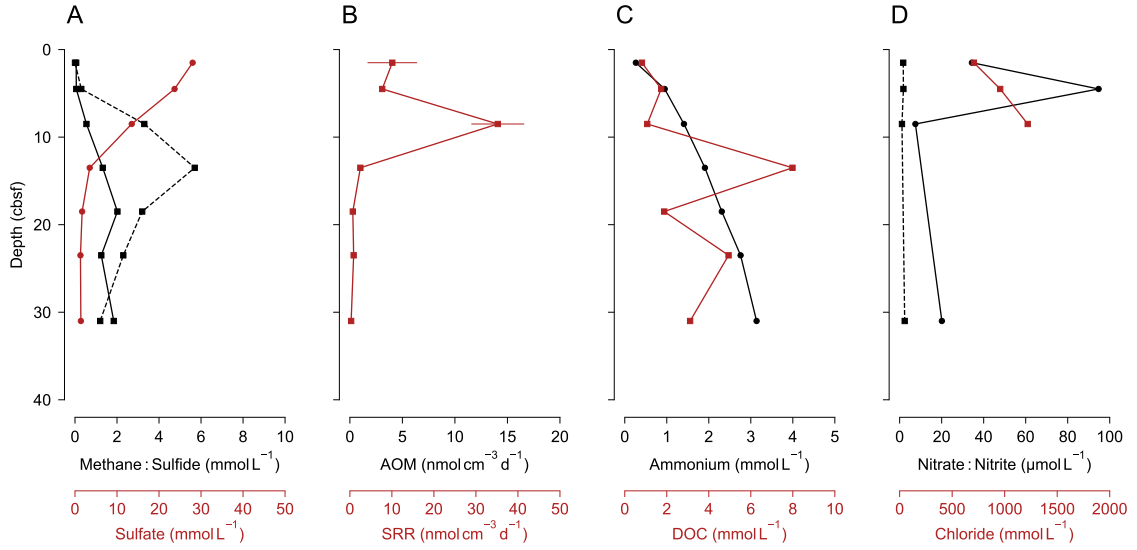 A B C D
0
10
20
30
40
Depth (cbsf)
0 2 4 6 8 10 0 5 10 15 20 0 1 2 3 4 5 0 20 40 60 80 100
Methane : Sulfide (mmol L⁻¹) AOM (nmol cm⁻³ d⁻¹) Ammonium (mmol L⁻¹) Nitrate : Nitrite (µmol L⁻¹)
0 10 20 30 40 50 0 10 20 30 40 50 0 2 4 6 8 10 0 500 1000 1500 2000
Sulfate (mmol L⁻¹) SRR (nmol cm⁻³ d⁻¹) DOC (mmol L⁻¹) Chloride (mmol L⁻¹)